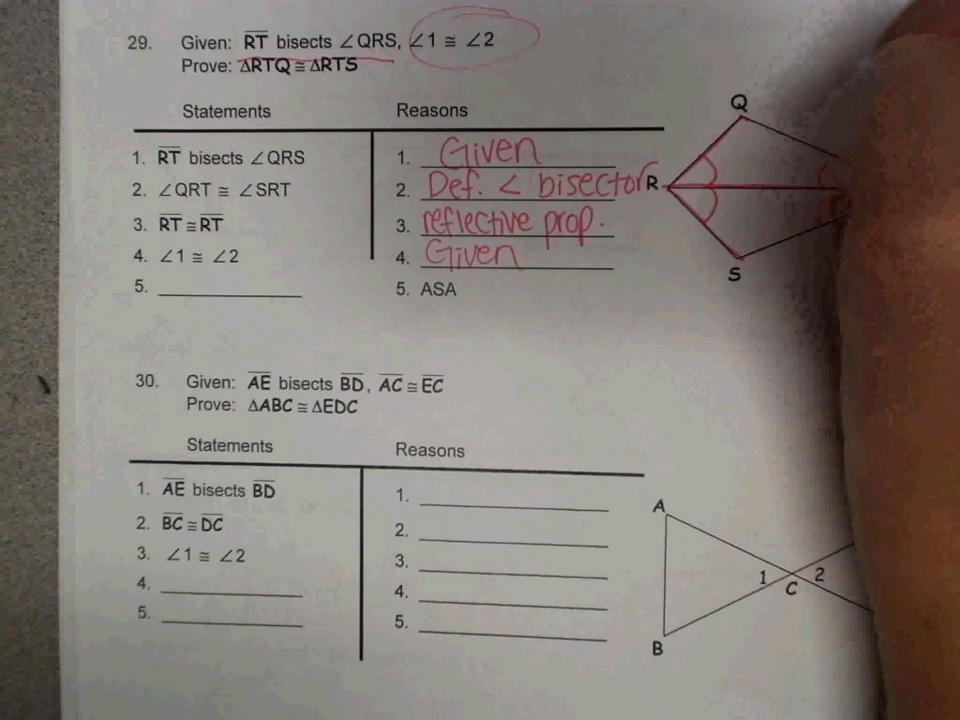 29. Given: RT bisects ∠QRS, ∠1 ≅ ∠2
Prove: ΔRTQ ≅ ΔRTS
Statements Reasons
1. RT bisects ∠QRS 1. Given
2. ∠QRT ≅ ∠SRT 2. Def. < bisector
3. RT ≅ RT 3. reflective prop.
4. ∠1 ≅ ∠2 4. Given
5. 5. ASA
Q
R
S
30. Given: AE bisects BD, AC ≅ EC
Prove: ΔABC ≅ ΔEDC
Statements Reasons
1. AE bisects BD 1.
2. BC ≅ DC 2.
3. ∠1 ≅ ∠2 3.
4. 4.
5. 5.
A
1 C 2
B